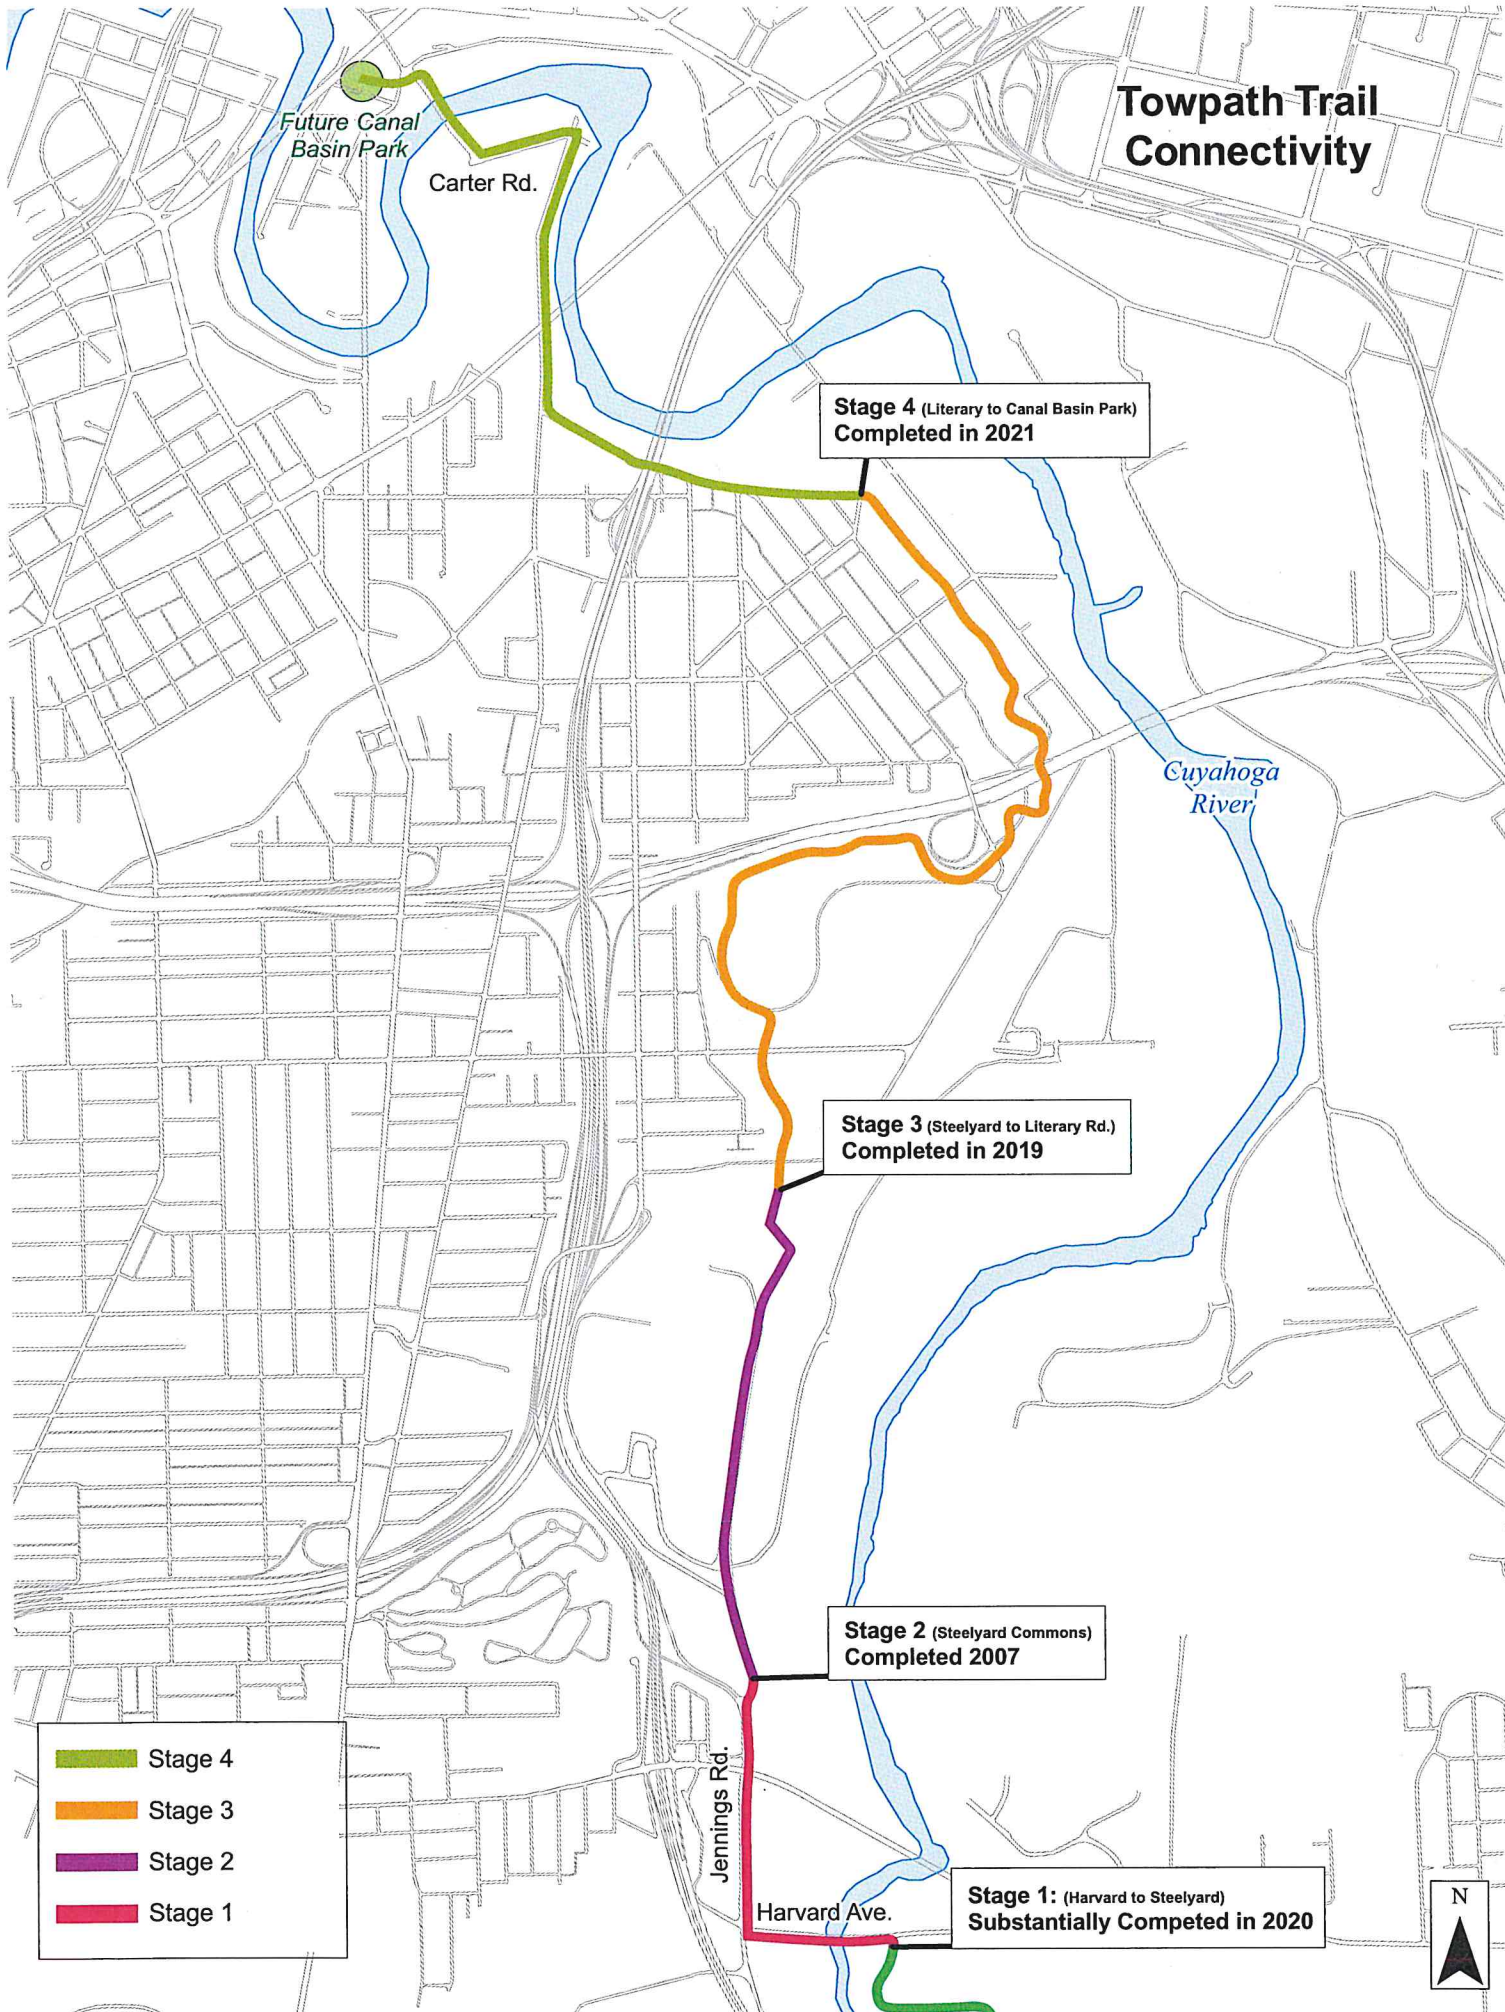 Towpath Trail
Connectivity
Future Canal
Basin Park
Carter Rd.
Stage 4 (Literary to Canal Basin Park)
Completed in 2021
Cuyahoga
River
Stage 3 (Steelyard to Literary Rd.)
Completed in 2019
Stage 2 (Steelyard Commons)
Completed 2007
Stage 4
Stage 3
Stage 2
Stage 1
Jennings Rd.
Harvard Ave.
Stage 1: (Harvard to Steelyard)
Substantially Competed in 2020
N